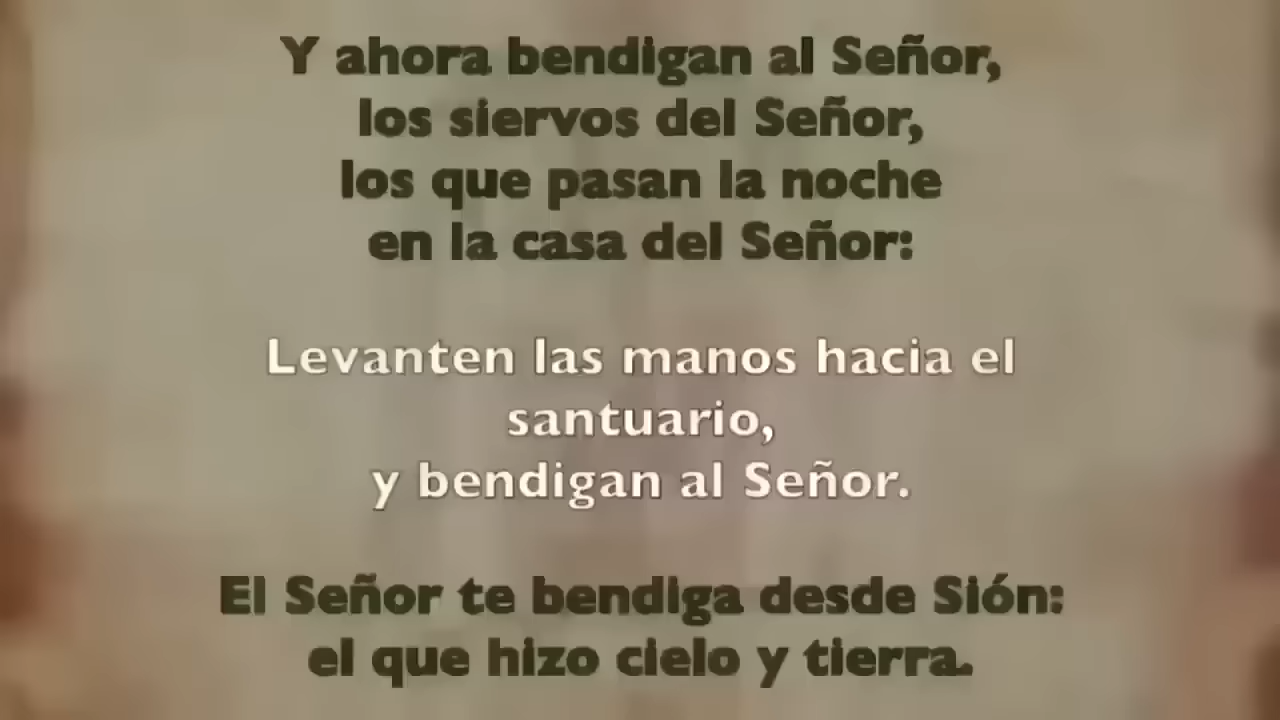 Y ahora bendigan al Señor,
los siervos del Señor,
los que pasan la noche
en la casa del Señor:
Levanten las manos hacia el
santuario,
y bendigan al Señor.
El Señor te bendiga desde Sión:
el que hizo cielo y tierra.